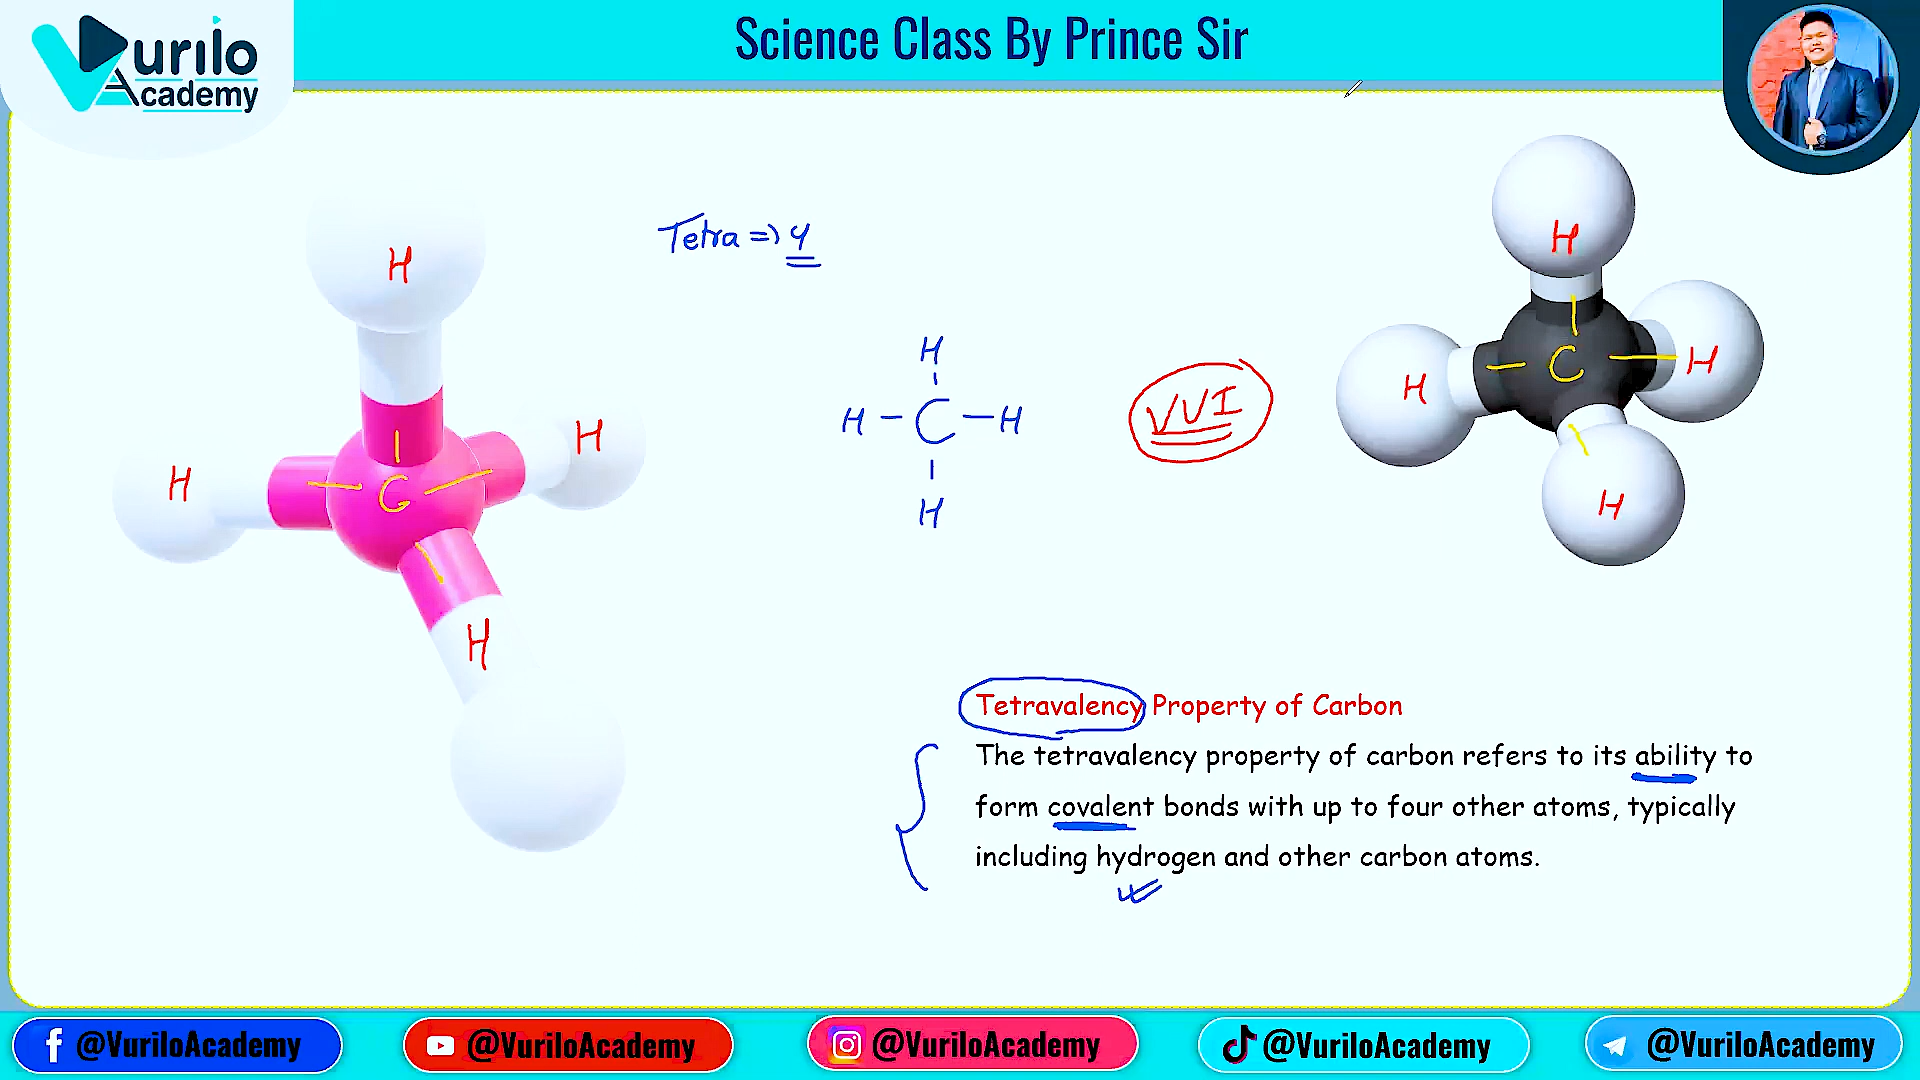 Vurilo
Academy
Science Class By Prince Sir
Tetra => 4
H
H
H
C
H
H
H - C - H
H
VVI
H
H
C
H
H
Tetravalency Property of Carbon
The tetravalency property of carbon refers to its ability to
form covalent bonds with up to four other atoms, typically
including hydrogen and other carbon atoms.
@VuriloAcademy
@VuriloAcademy
@VuriloAcademy
@VuriloAcademy
@VuriloAcademy